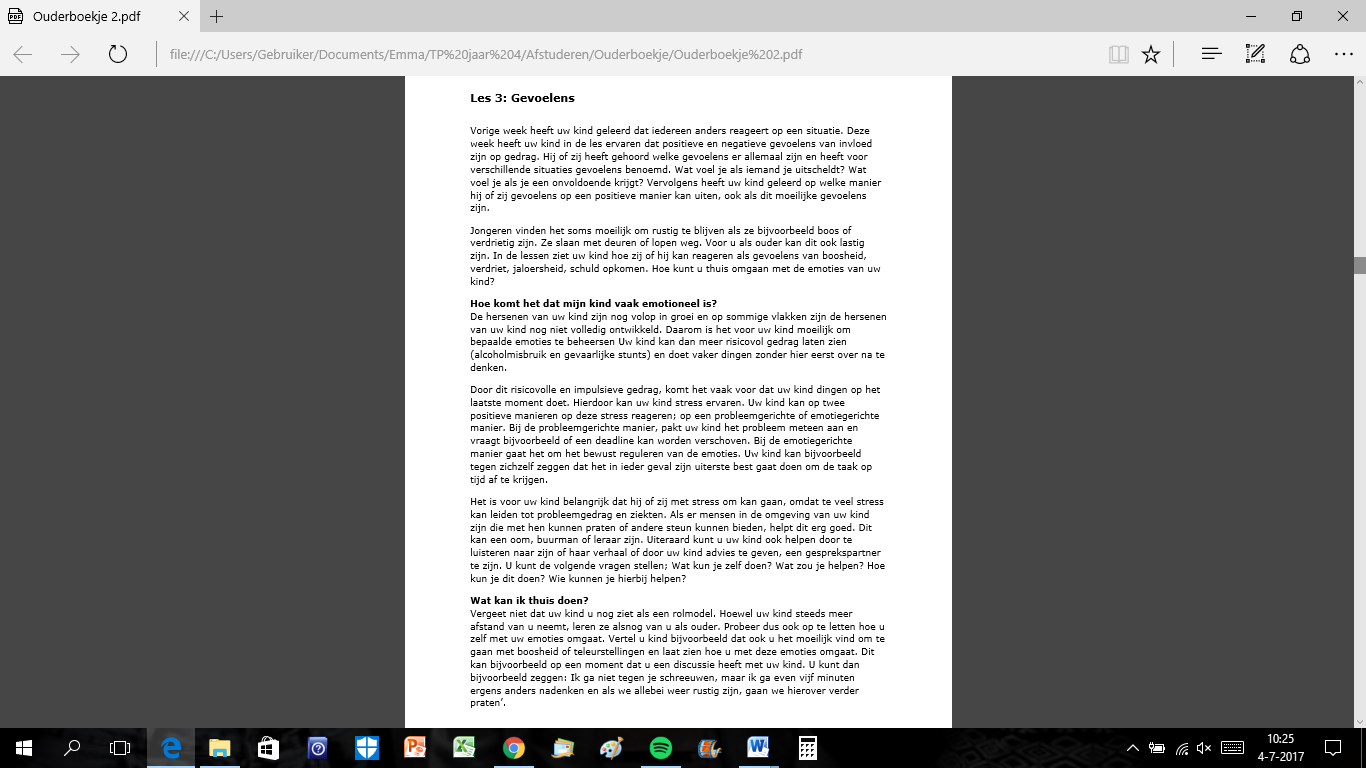 Ouderboekje 2.pdf
file:///C:/Users/Gebruiker/Documents/Emma/TP%20jaar%204/Afstuderen/Ouderboekje/Ouderboekje%202.pdf
Les 3: Gevoelens
Vorige week heeft uw kind geleerd dat iedereen anders reageert op een situatie. Deze
week heeft uw kind in de les ervaren dat positieve en negatieve gevoelens van invloed
zijn op gedrag. Hij of zij heeft gehoord welke gevoelens er allemaal zijn en heeft voor
verschillende situaties gevoelens benoemd. Wat voel je als iemand je uitscheldt? Wat
voel je als je een onvoldoende krijgt? Vervolgens heeft uw kind geleerd op welke manier
hij of zij gevoelens op een positieve manier kan uiten, ook als dit moeilijke gevoelens
zijn.
Jongeren vinden het soms moeilijk om rustig te blijven als ze bijvoorbeeld boos of
verdrietig zijn. Ze slaan met deuren of lopen weg. Voor u als ouder kan dit ook lastig
zijn. In de lessen ziet uw kind hoe zij of hij kan reageren als gevoelens van boosheid,
verdriet, jaloersheid, schuld opkomen. Hoe kunt u thuis omgaan met de emoties van uw
kind?
Hoe komt het dat mijn kind vaak emotioneel is?
De hersenen van uw kind zijn nog volop in groei en op sommige vlakken zijn de hersenen
van uw kind nog niet volledig ontwikkeld. Daarom is het voor uw kind moeilijk om
bepaalde emoties te beheersen Uw kind kan dan meer risicovol gedrag laten zien
(alcoholmisbruik en gevaarlijke stunts) en doet vaker dingen zonder hier eerst over na te
denken.
Door dit risicovolle en impulsieve gedrag, komt het vaak voor dat uw kind dingen op het
laatste moment doet. Hierdoor kan uw kind stress ervaren. Uw kind kan op twee
positieve manieren op deze stress reageren; op een probleemgerichte of emotiegerichte
manier. Bij de probleemgerichte manier, pakt uw kind het probleem meteen aan en
vraagt bijvoorbeeld of een deadline kan worden verschoven. Bij de emotiegerichte
manier gaat het om het bewust reguleren van de emoties. Uw kind kan bijvoorbeeld
tegen zichzelf zeggen dat het in ieder geval zijn uiterste best gaat doen om de taak op
tijd af te krijgen.
Het is voor uw kind belangrijk dat hij of zij met stress om kan gaan, omdat te veel stress
kan leiden tot probleemgedrag en ziekten. Als er mensen in de omgeving van uw kind
zijn die met hen kunnen praten of andere steun kunnen bieden, helpt dit erg goed. Dit
kan een oom, buurman of leraar zijn. Uiteraard kunt u uw kind ook helpen door te
luisteren naar zijn of haar verhaal of door uw kind advies te geven, een gesprekspartner
te zijn. U kunt de volgende vragen stellen; Wat kun je zelf doen? Wat zou je helpen? Hoe
kun je dit doen? Wie kunnen je hierbij helpen?
Wat kan ik thuis doen?
Vergeet niet dat uw kind u nog ziet als een rolmodel. Hoewel uw kind steeds meer
afstand van u neemt, leren ze alsnog van u als ouder. Probeer dus ook op te letten hoe u
zelf met uw emoties omgaat. Vertel u kind bijvoorbeeld dat ook u het moeilijk vind om te
gaan met boosheid of teleurstellingen en laat zien hoe u met deze emoties omgaat. Dit
kan bijvoorbeeld op een moment dat u een discussie heeft met uw kind. U kunt dan
bijvoorbeeld zeggen: Ik ga niet tegen je schreeuwen, maar ik ga even vijf minuten
ergens anders nadenken en als we allebei weer rustig zijn, gaan we hierover verder
praten'.
10:25
4-7-2017